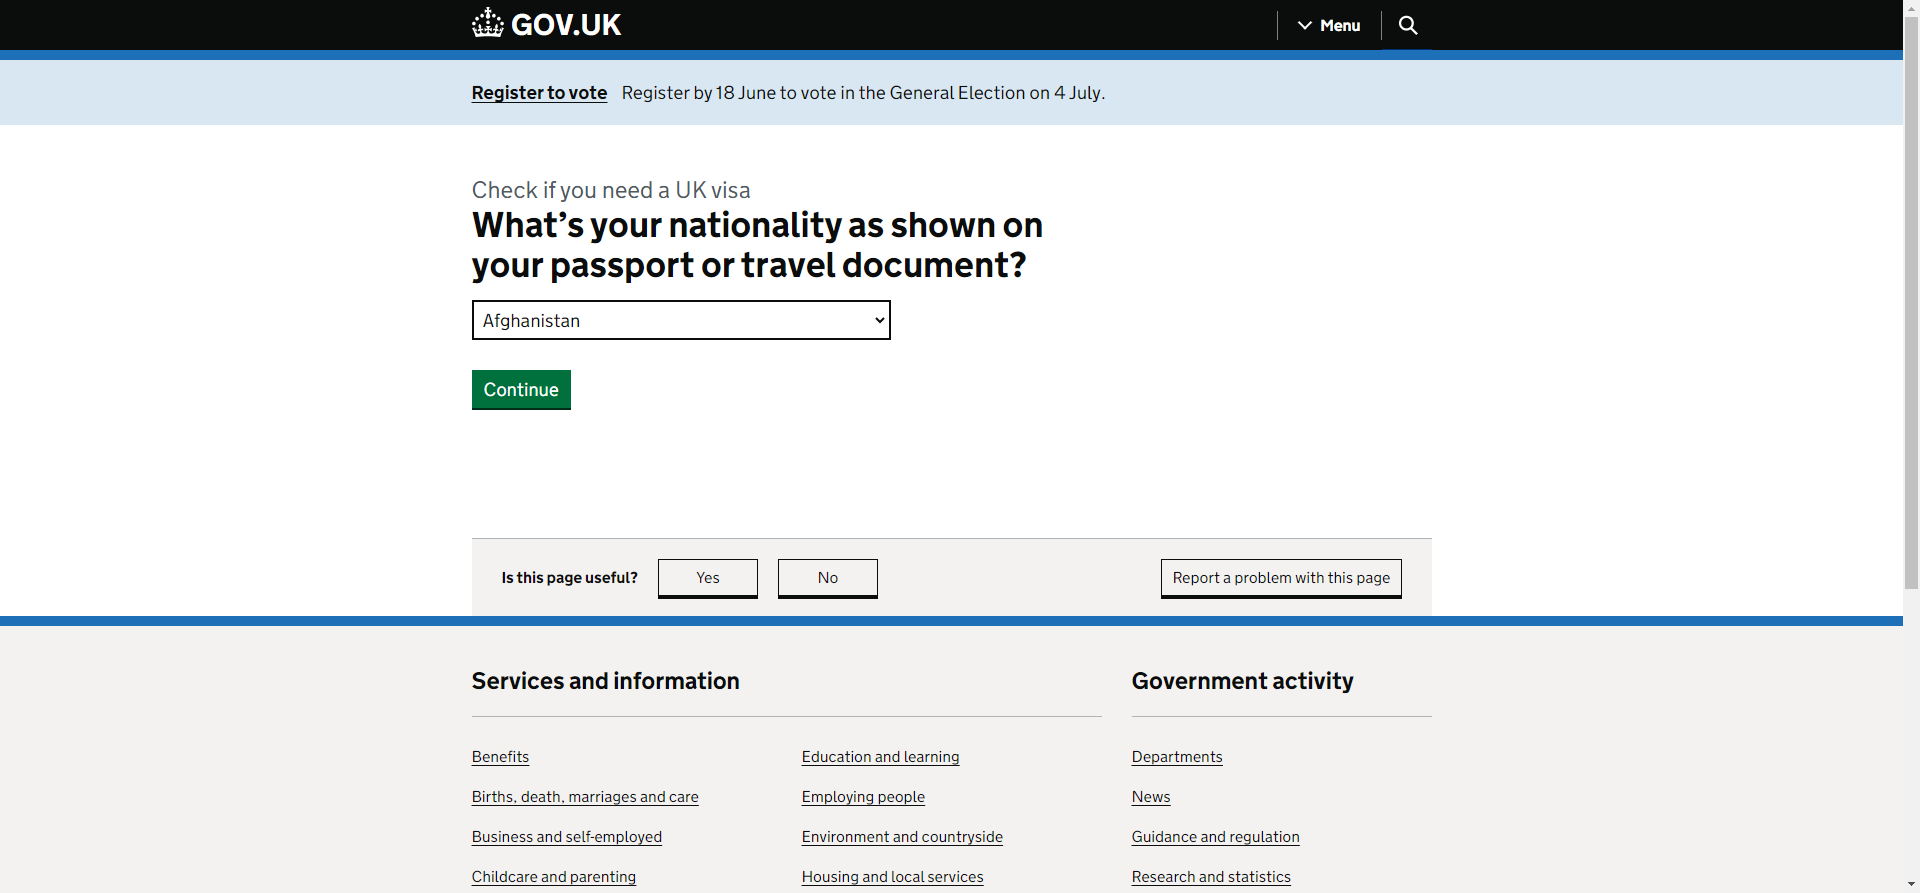 GOV.UK
Menu
Register to vote Register by 18 June to vote in the General Election on 4 July.
Check if you need a UK visa
What's your nationality as shown on
your passport or travel document?
Afghanistan
Continue
Is this page useful? Yes No Report a problem with this page
Services and information Government activity
Benefits Education and learning Departments
Births, death, marriages and care Employing people News
Business and self-employed Environment and countryside Guidance and regulation
Childcare and parenting Housing and local services Research and statistics